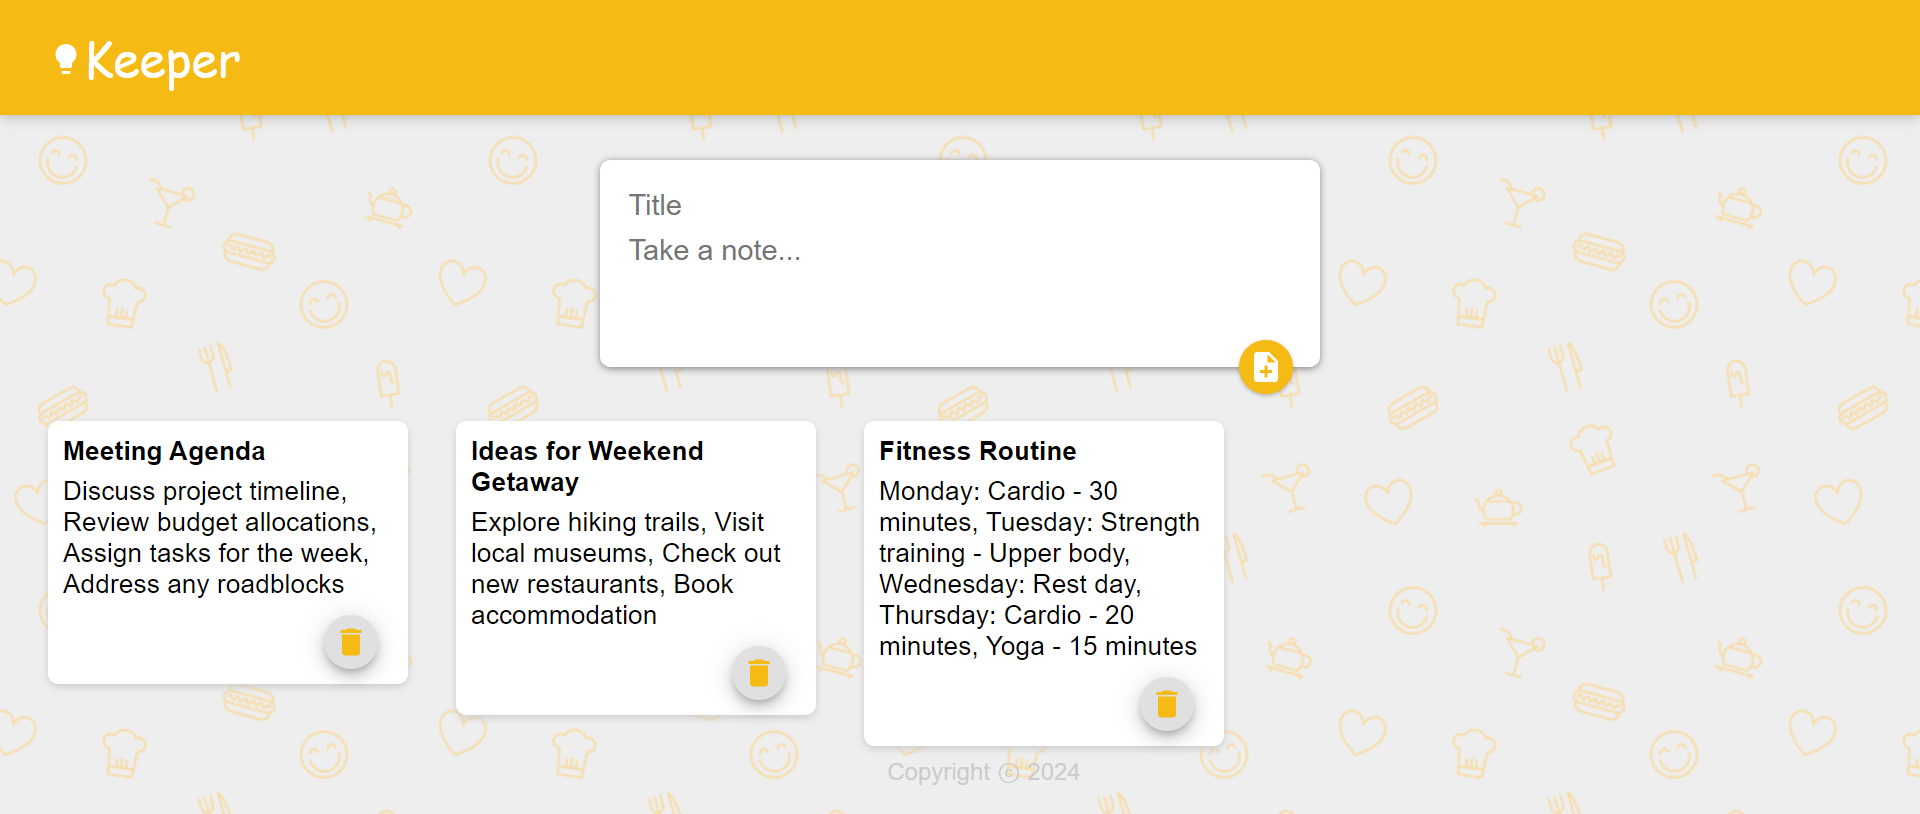 Keeper
Title
Take a note...
Meeting Agenda
Discuss project timeline,
Review budget allocations,
Assign tasks for the week,
Address any roadblocks
Ideas for Weekend
Getaway
Explore hiking trails, Visit
local museums, Check out
new restaurants, Book
accommodation
Fitness Routine
Monday: Cardio - 30
minutes, Tuesday: Strength
training - Upper body,
Wednesday: Rest day,
Thursday: Cardio - 20
minutes, Yoga - 15 minutes
Copyright ⓒ 2024